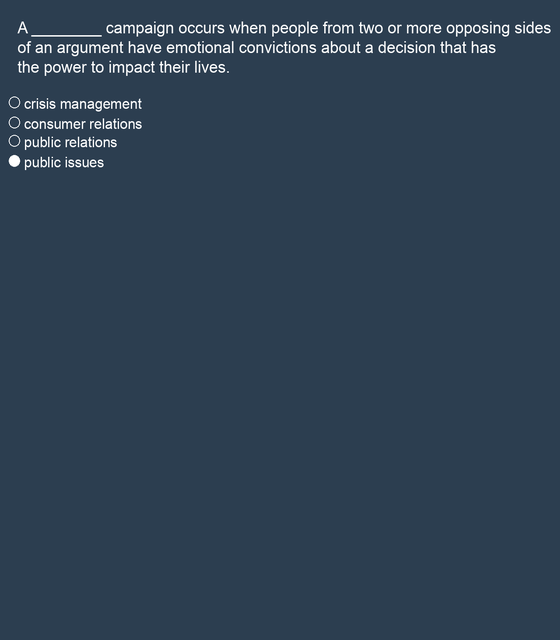 A ________ campaign occurs when people from two or more opposing sides
of an argument have emotional convictions about a decision that has
the power to impact their lives.
crisis management
consumer relations
public relations
public issues